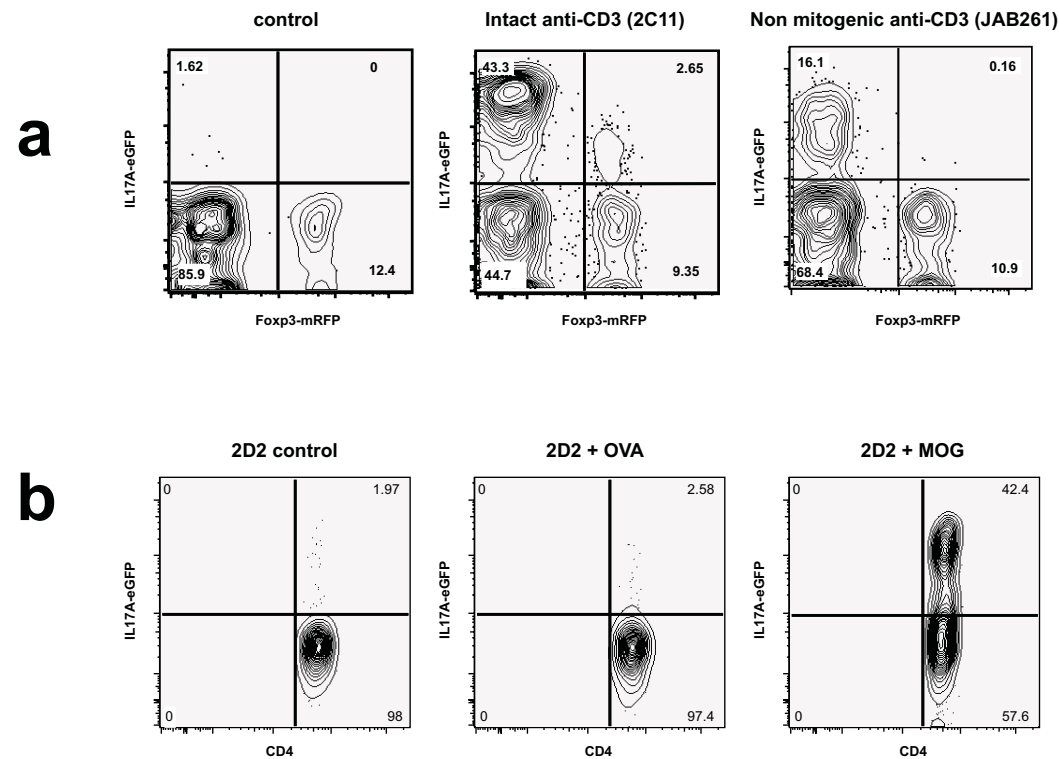 control
Intact anti-CD3 (2C11)
Non mitogenic anti-CD3 (JAB261)
a
IL17A-eGFP
1.62
0
85.9
12.4
Foxp3-mRFP
IL17A-eGFP
43.3
2.65
44.7
9.35
Foxp3-mRFP
IL17A-eGFP
16.1
0.16
68.4
10.9
Foxp3-mRFP
b
2D2 control
2D2 + OVA
2D2 + MOG
IL17A-eGFP
0
1.97
0
98
CD4
IL17A-eGFP
0
2.58
0
97.4
CD4
IL17A-eGFP
0
42.4
0
57.6
CD4